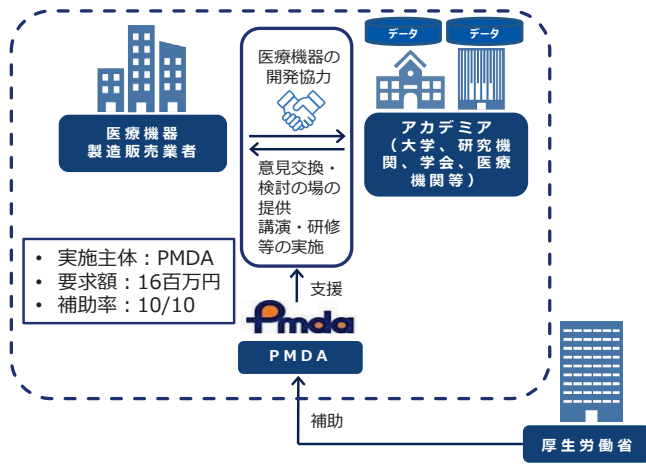 データ
データ
医療機器の
開発協力
医療機器
製造販売業者
アカデミア
（大学、研究機
関、学会、医療
機関等）
意見交換・
検討の場の
提供
講演・研修
等の実施
• 実施主体：PMDA
• 要求額：16百万円
• 補助率：10/10
支援
Pmda
PMDA
補助
厚生労働省